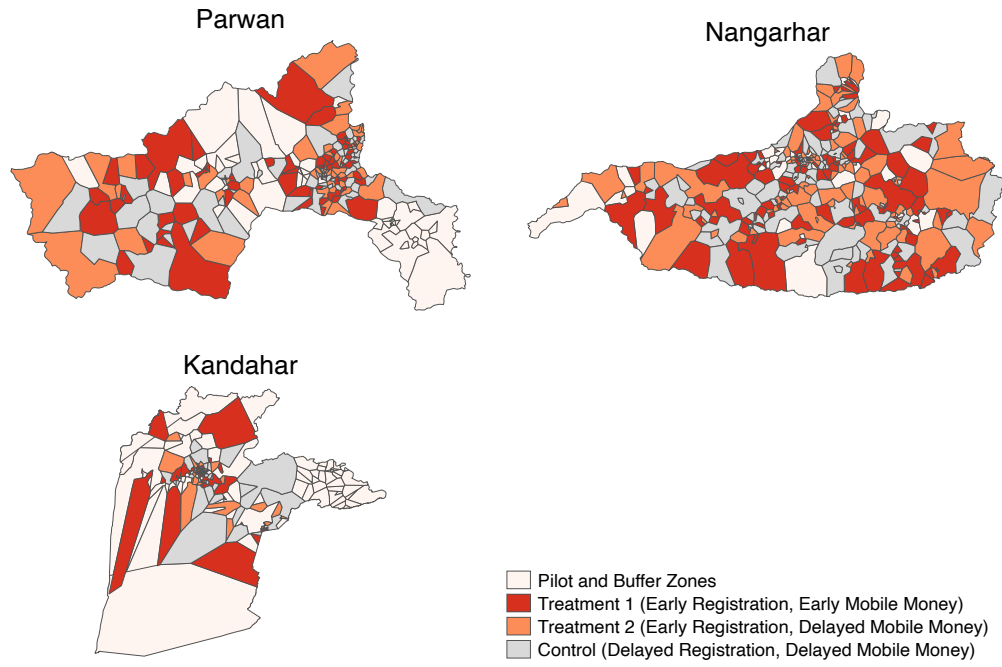 Parwan
Nangarhar
Kandahar
Pilot and Buffer Zones
Treatment 1 (Early Registration, Early Mobile Money)
Treatment 2 (Early Registration, Delayed Mobile Money)
Control (Delayed Registration, Delayed Mobile Money)